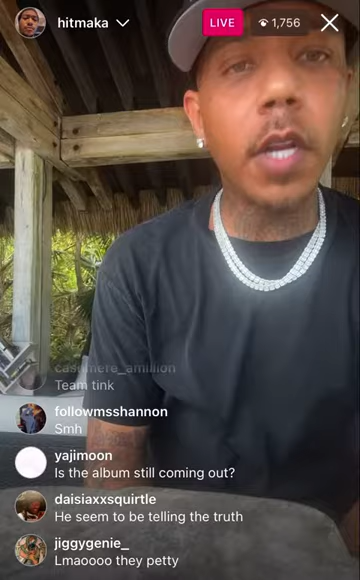 hitmaka
LIVE
1,756
cashmere_amillion
Team tink
followmsshannon
Smh
yajimoon
Is the album still coming out?
daisiaxxsquirtle
He seem to be telling the truth
jiggygenie_
Lmaoooo they petty